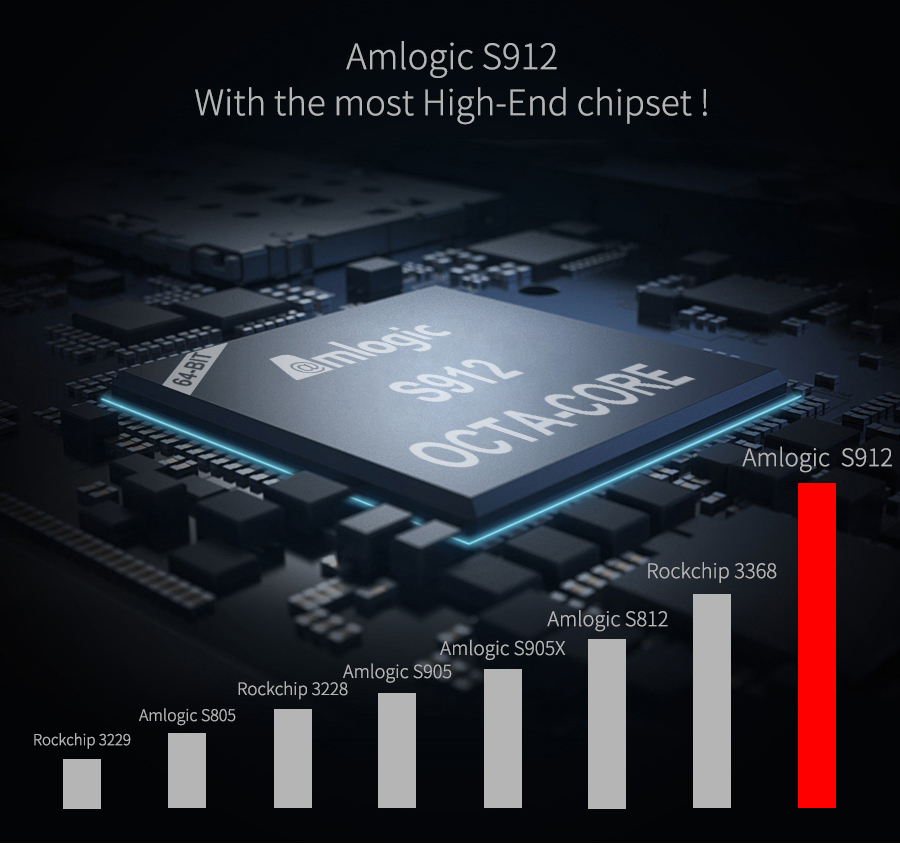 Amlogic S912
With the most High-End chipset !
64-BIT
@mlogic
S912
OCTA-CORE
Amlogic S912
Rockchip 3368
Amlogic S812
Amlogic S905X
Amlogic S905
Rockchip 3228
Amlogic S805
Rockchip 3229